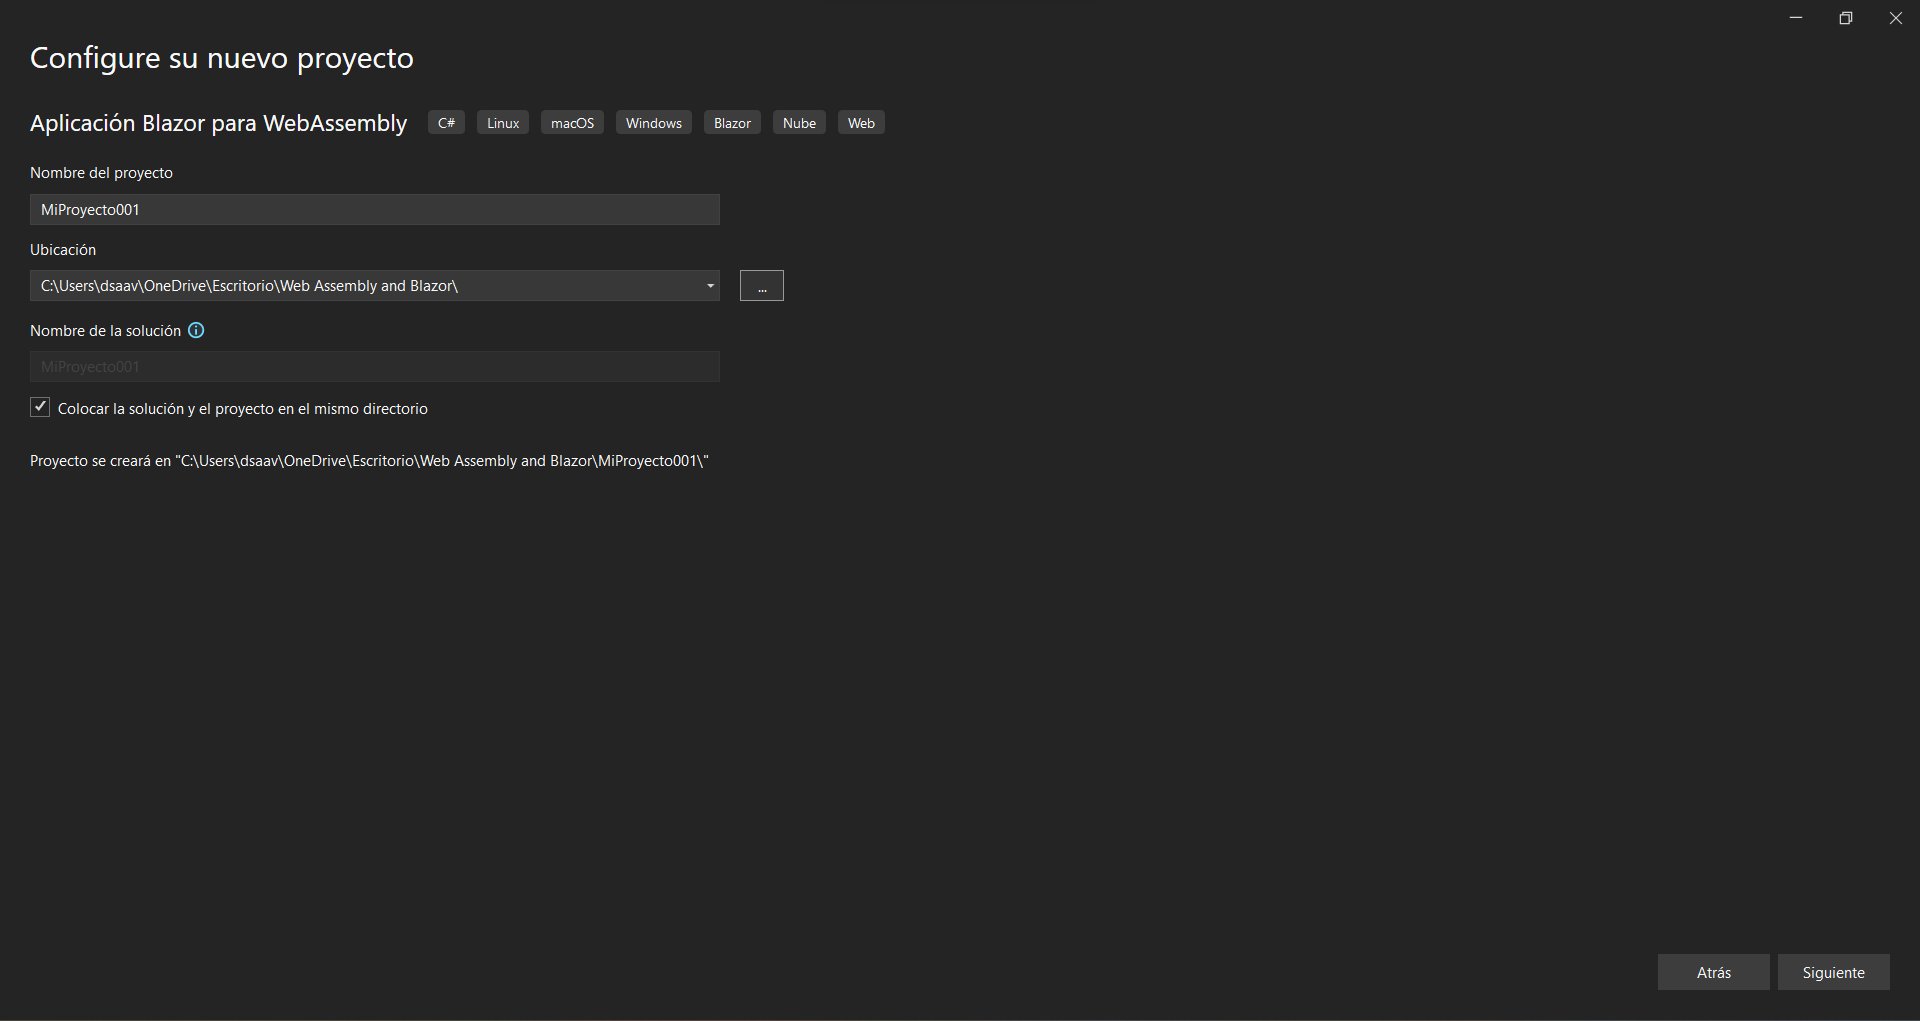 Configure su nuevo proyecto
Aplicación Blazor para WebAssembly C# Linux macOS Windows Blazor Nube Web
Nombre del proyecto
MiProyecto001
Ubicación
C:\Users\dsaav\OneDrive\Escritorio\Web Assembly and Blazor\
...
Nombre de la solución
MiProyecto001
Colocar la solución y el proyecto en el mismo directorio
Proyecto se creará en "C:\Users\dsaav\OneDrive\Escritorio\Web Assembly and Blazor\MiProyecto001\"
Atrás Siguiente